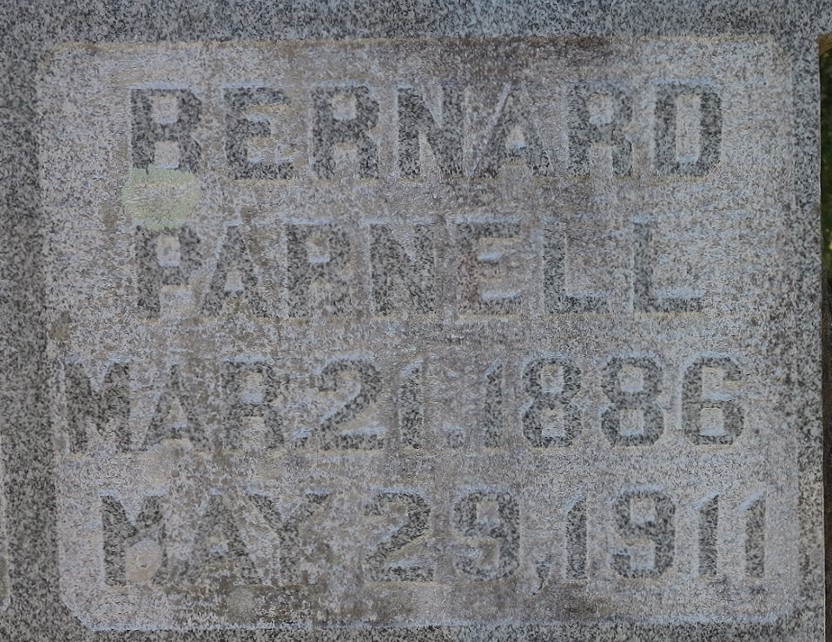 BERNARD
PARNELL
MAR. 21. 1886
MAY 29, 1911